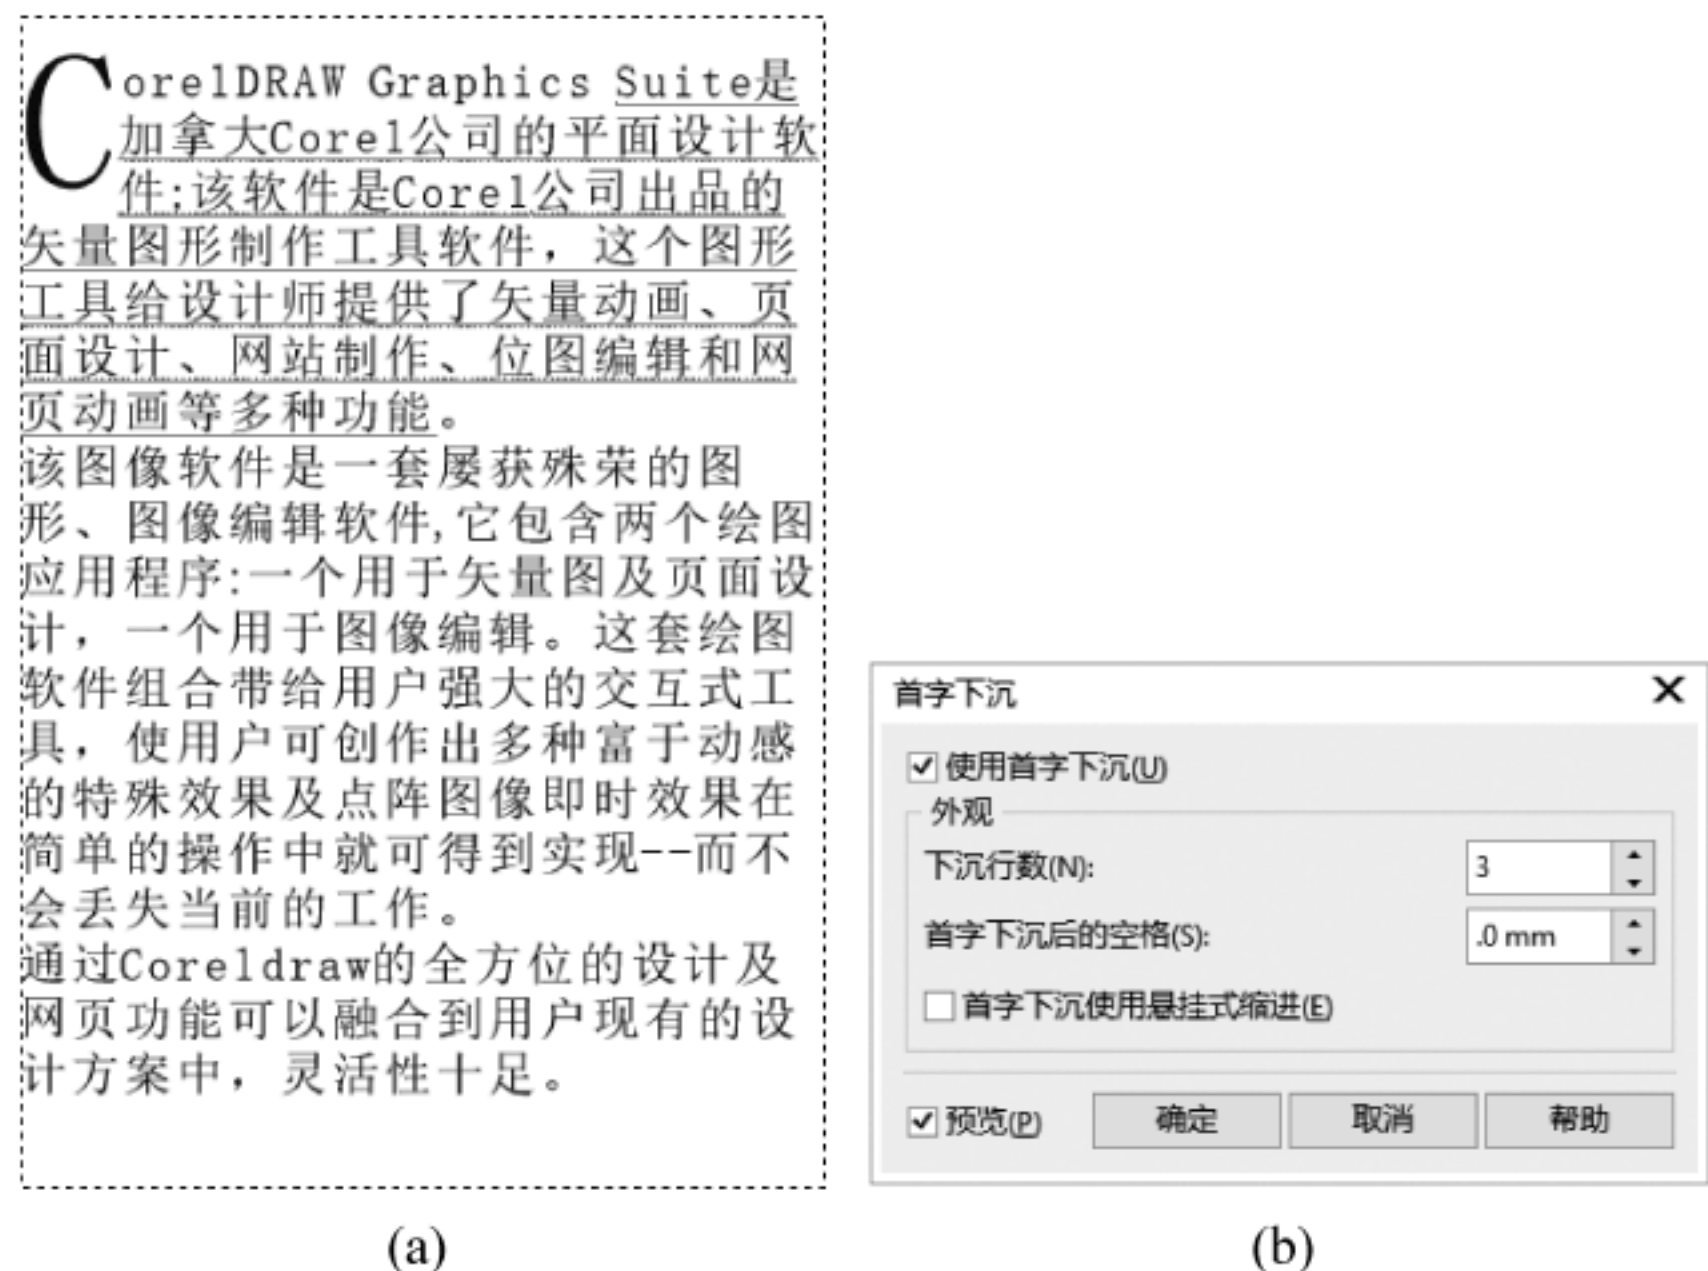 CorelDRAW Graphics Suite是
加拿大Corel公司的平面设计软
件;该软件是Corel公司出品的
矢量图形制作工具软件，这个图形
工具给设计师提供了矢量动画、页
面设计、网站制作、位图编辑和网
页动画等多种功能。
该图像软件是一套屡获殊荣的图
形、图像编辑软件,它包含两个绘图
应用程序:一个用于矢量图及页面设
计，一个用于图像编辑。这套绘图
软件组合带给用户强大的交互式工
具，使用户可创作出多种富于动感
的特殊效果及点阵图像即时效果在
简单的操作中就可得到实现--而不
会丢失当前的工作。
通过Coreldraw的全方位的设计及
网页功能可以融合到用户现有的设
计方案中，灵活性十足。
(a)
首字下沉
使用首字下沉(U)
外观
下沉行数(N): 3
首字下沉后的空格(S): .0 mm
首字下沉使用悬挂式缩进(E)
预览(P) 确定 取消 帮助
(b)